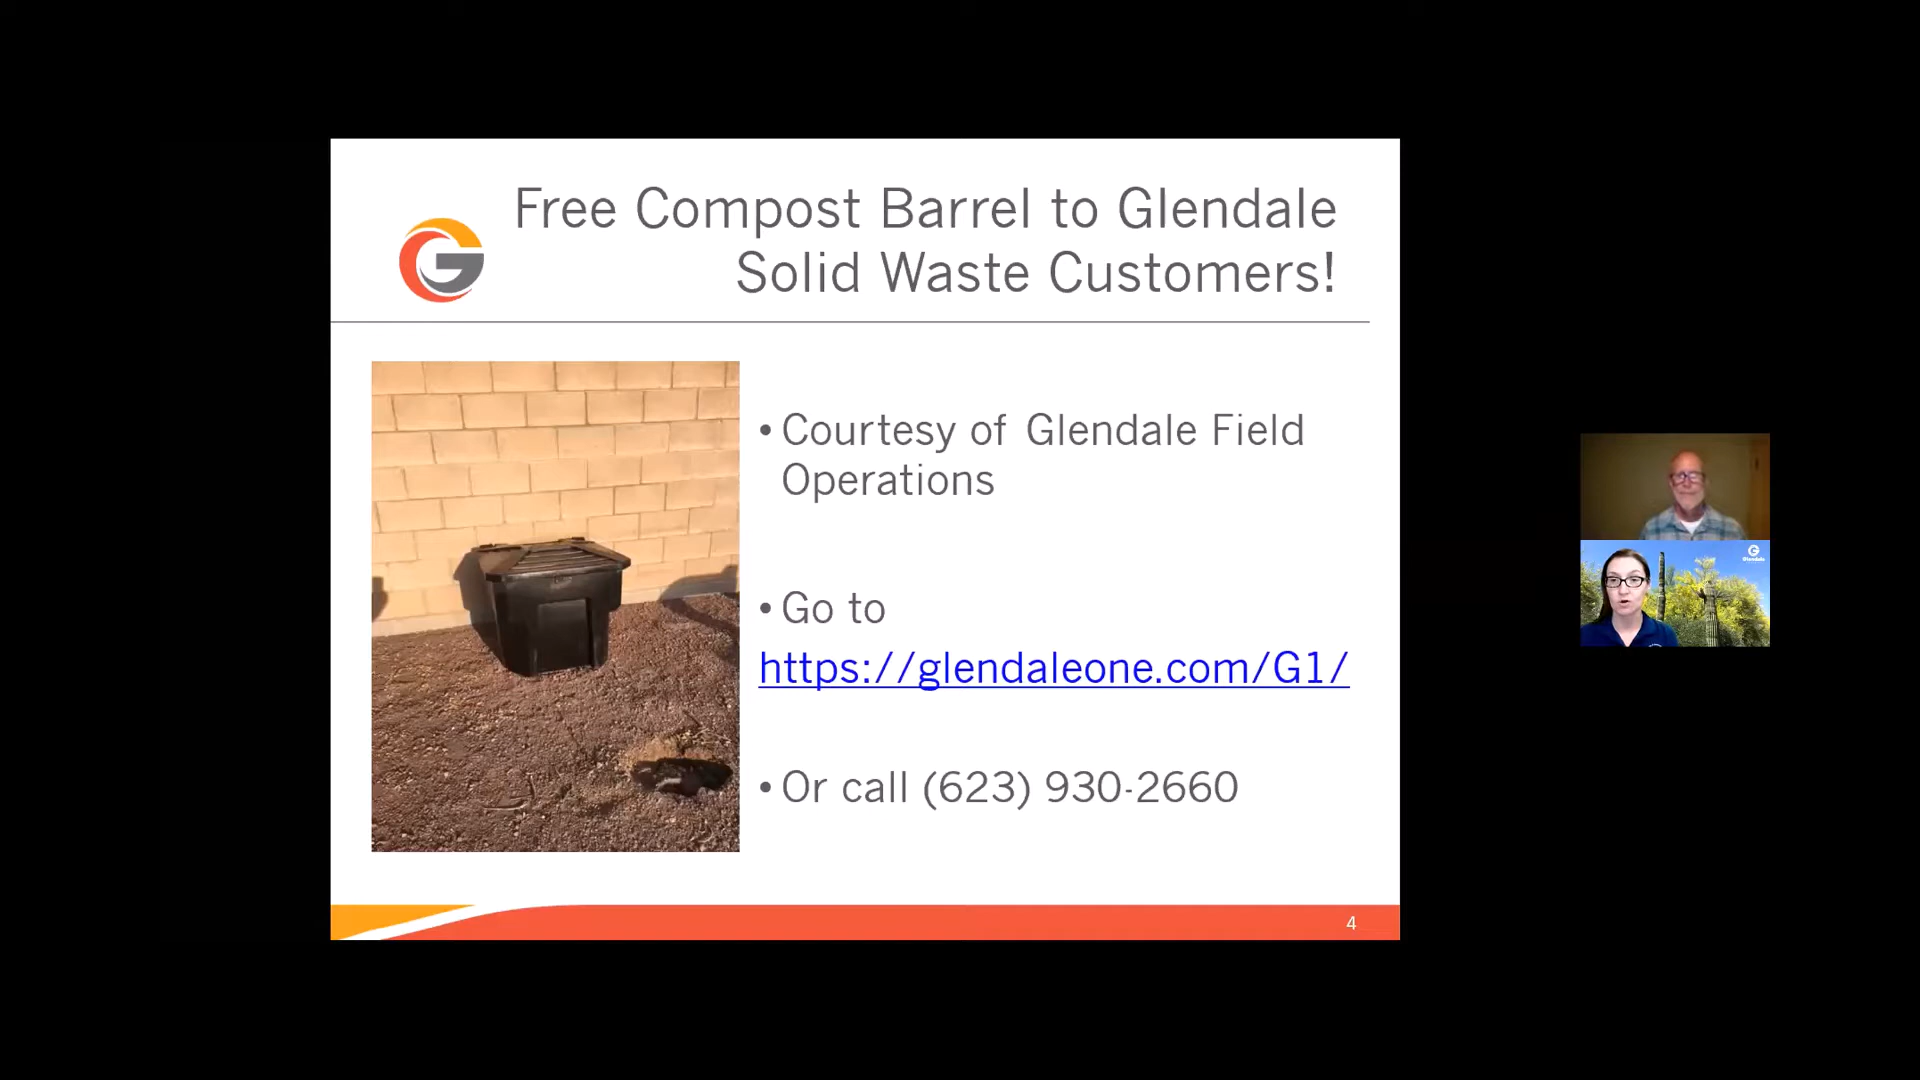 Free Compost Barrel to Glendale
Solid Waste Customers!
G
• Courtesy of Glendale Field
Operations
• Go to
https://glendaleone.com/G1/
• Or call (623) 930-2660
4
G
Glendale